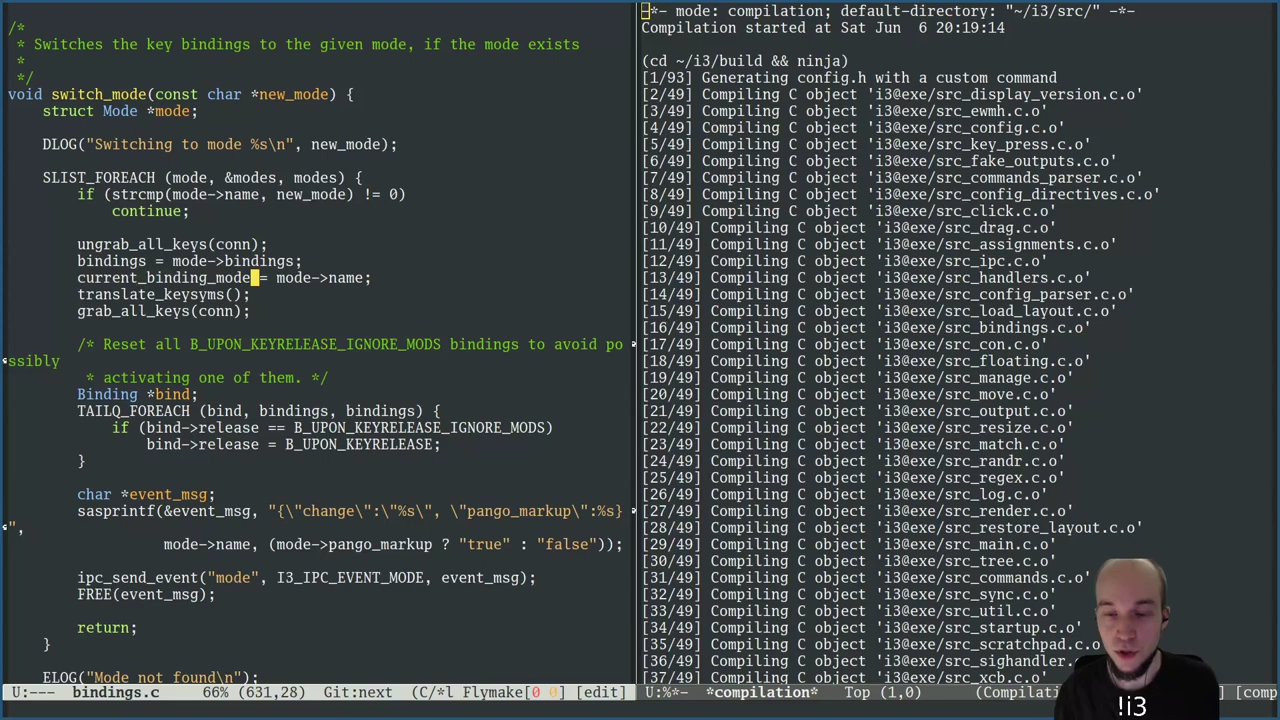 /*
 * Switches the key bindings to the given mode, if the mode exists
 *
 */
void switch_mode(const char *new_mode) {
    struct Mode *mode;
    DLOG("Switching to mode %s\n", new_mode);
    SLIST_FOREACH (mode, &modes, modes) {
        if (strcmp(mode->name, new_mode) != 0)
            continue;
        ungrab_all_keys(conn);
        bindings = mode->bindings;
        current_binding_mode = mode->name;
        translate_keysyms();
        grab_all_keys(conn);
        /* Reset all B_UPON_KEYRELEASE_IGNORE_MODS bindings to avoid po
ssibly
         * activating one of them. */
        Binding *bind;
        TAILQ_FOREACH (bind, bindings, bindings) {
            if (bind->release == B_UPON_KEYRELEASE_IGNORE_MODS)
                bind->release = B_UPON_KEYRELEASE;
        }
        char *event_msg;
        sasprintf(&event_msg, "{\"change\":\"%s\", \"pango_markup\":%s}
",
                  mode->name, (mode->pango_markup ? "true" : "false"));
        ipc_send_event("mode", I3_IPC_EVENT_MODE, event_msg);
        FREE(event_msg);
        return;
    }
    ELOG("Mode not found\n");
U:--- bindings.c 66% (631,28) Git:next (C/*l Flymake[0 0] [edit]
-*- mode: compilation; default-directory: "~/i3/src/" -*-
Compilation started at Sat Jun  6 20:19:14
(cd ~/i3/build && ninja)
[1/93] Generating config.h with a custom command
[2/49] Compiling C object 'i3@exe/src_display_version.c.o'
[3/49] Compiling C object 'i3@exe/src_ewmh.c.o'
[4/49] Compiling C object 'i3@exe/src_config.c.o'
[5/49] Compiling C object 'i3@exe/src_key_press.c.o'
[6/49] Compiling C object 'i3@exe/src_fake_outputs.c.o'
[7/49] Compiling C object 'i3@exe/src_commands_parser.c.o'
[8/49] Compiling C object 'i3@exe/src_config_directives.c.o'
[9/49] Compiling C object 'i3@exe/src_click.c.o'
[10/49] Compiling C object 'i3@exe/src_drag.c.o'
[11/49] Compiling C object 'i3@exe/src_assignments.c.o'
[12/49] Compiling C object 'i3@exe/src_ipc.c.o'
[13/49] Compiling C object 'i3@exe/src_handlers.c.o'
[14/49] Compiling C object 'i3@exe/src_config_parser.c.o'
[15/49] Compiling C object 'i3@exe/src_load_layout.c.o'
[16/49] Compiling C object 'i3@exe/src_bindings.c.o'
[17/49] Compiling C object 'i3@exe/src_con.c.o'
[18/49] Compiling C object 'i3@exe/src_floating.c.o'
[19/49] Compiling C object 'i3@exe/src_manage.c.o'
[20/49] Compiling C object 'i3@exe/src_move.c.o'
[21/49] Compiling C object 'i3@exe/src_output.c.o'
[22/49] Compiling C object 'i3@exe/src_resize.c.o'
[23/49] Compiling C object 'i3@exe/src_match.c.o'
[24/49] Compiling C object 'i3@exe/src_randr.c.o'
[25/49] Compiling C object 'i3@exe/src_regex.c.o'
[26/49] Compiling C object 'i3@exe/src_log.c.o'
[27/49] Compiling C object 'i3@exe/src_render.c.o'
[28/49] Compiling C object 'i3@exe/src_restore_layout.c.o'
[29/49] Compiling C object 'i3@exe/src_main.c.o'
[30/49] Compiling C object 'i3@exe/src_tree.c.o'
[31/49] Compiling C object 'i3@exe/src_commands.c.o'
[32/49] Compiling C object 'i3@exe/src_sync.c.o'
[33/49] Compiling C object 'i3@exe/src_util.c.o'
[34/49] Compiling C object 'i3@exe/src_startup.c.o'
[35/49] Compiling C object 'i3@exe/src_scratchpad.c.o
[36/49] Compiling C object 'i3@exe/src_sighandler.c
[37/49] Compiling C object 'i3@exe/src_xcb.c.o'
U:%*- *compilation* Top (1,0) (Compilati ] [comp
!i3